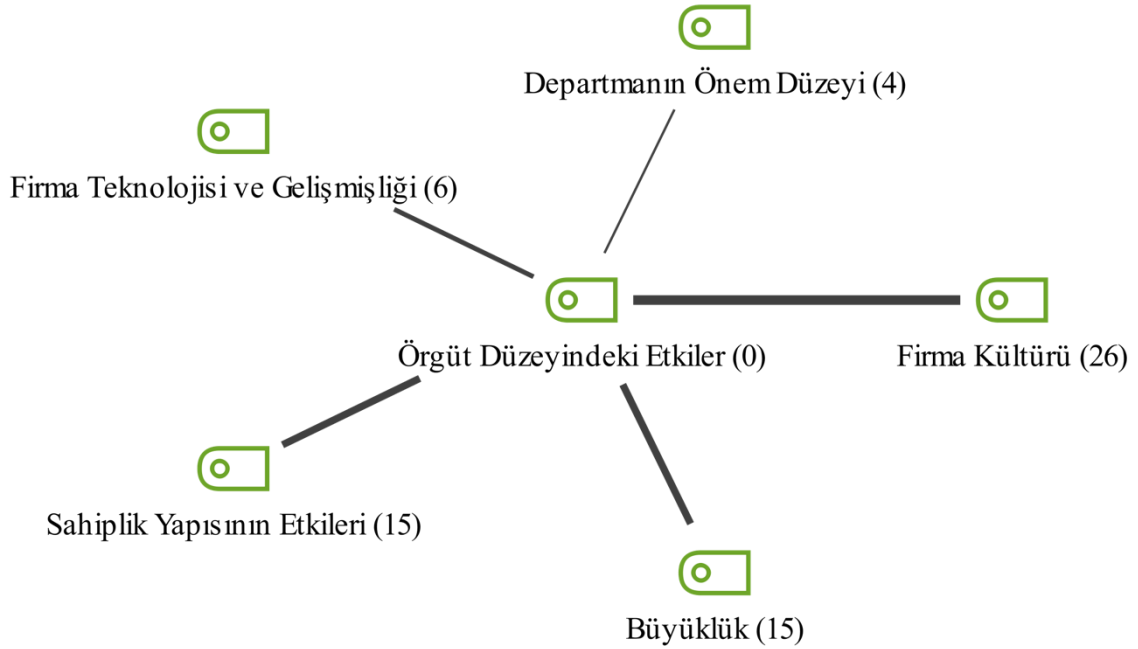 Departmanın Önem Düzeyi (4)
Firma Teknolojisi ve Gelişmişliği (6)
Örgüt Düzeyindeki Etkiler (0)
Firma Kültürü (26)
Sahiplik Yapısının Etkileri (15)
Büyüklük (15)